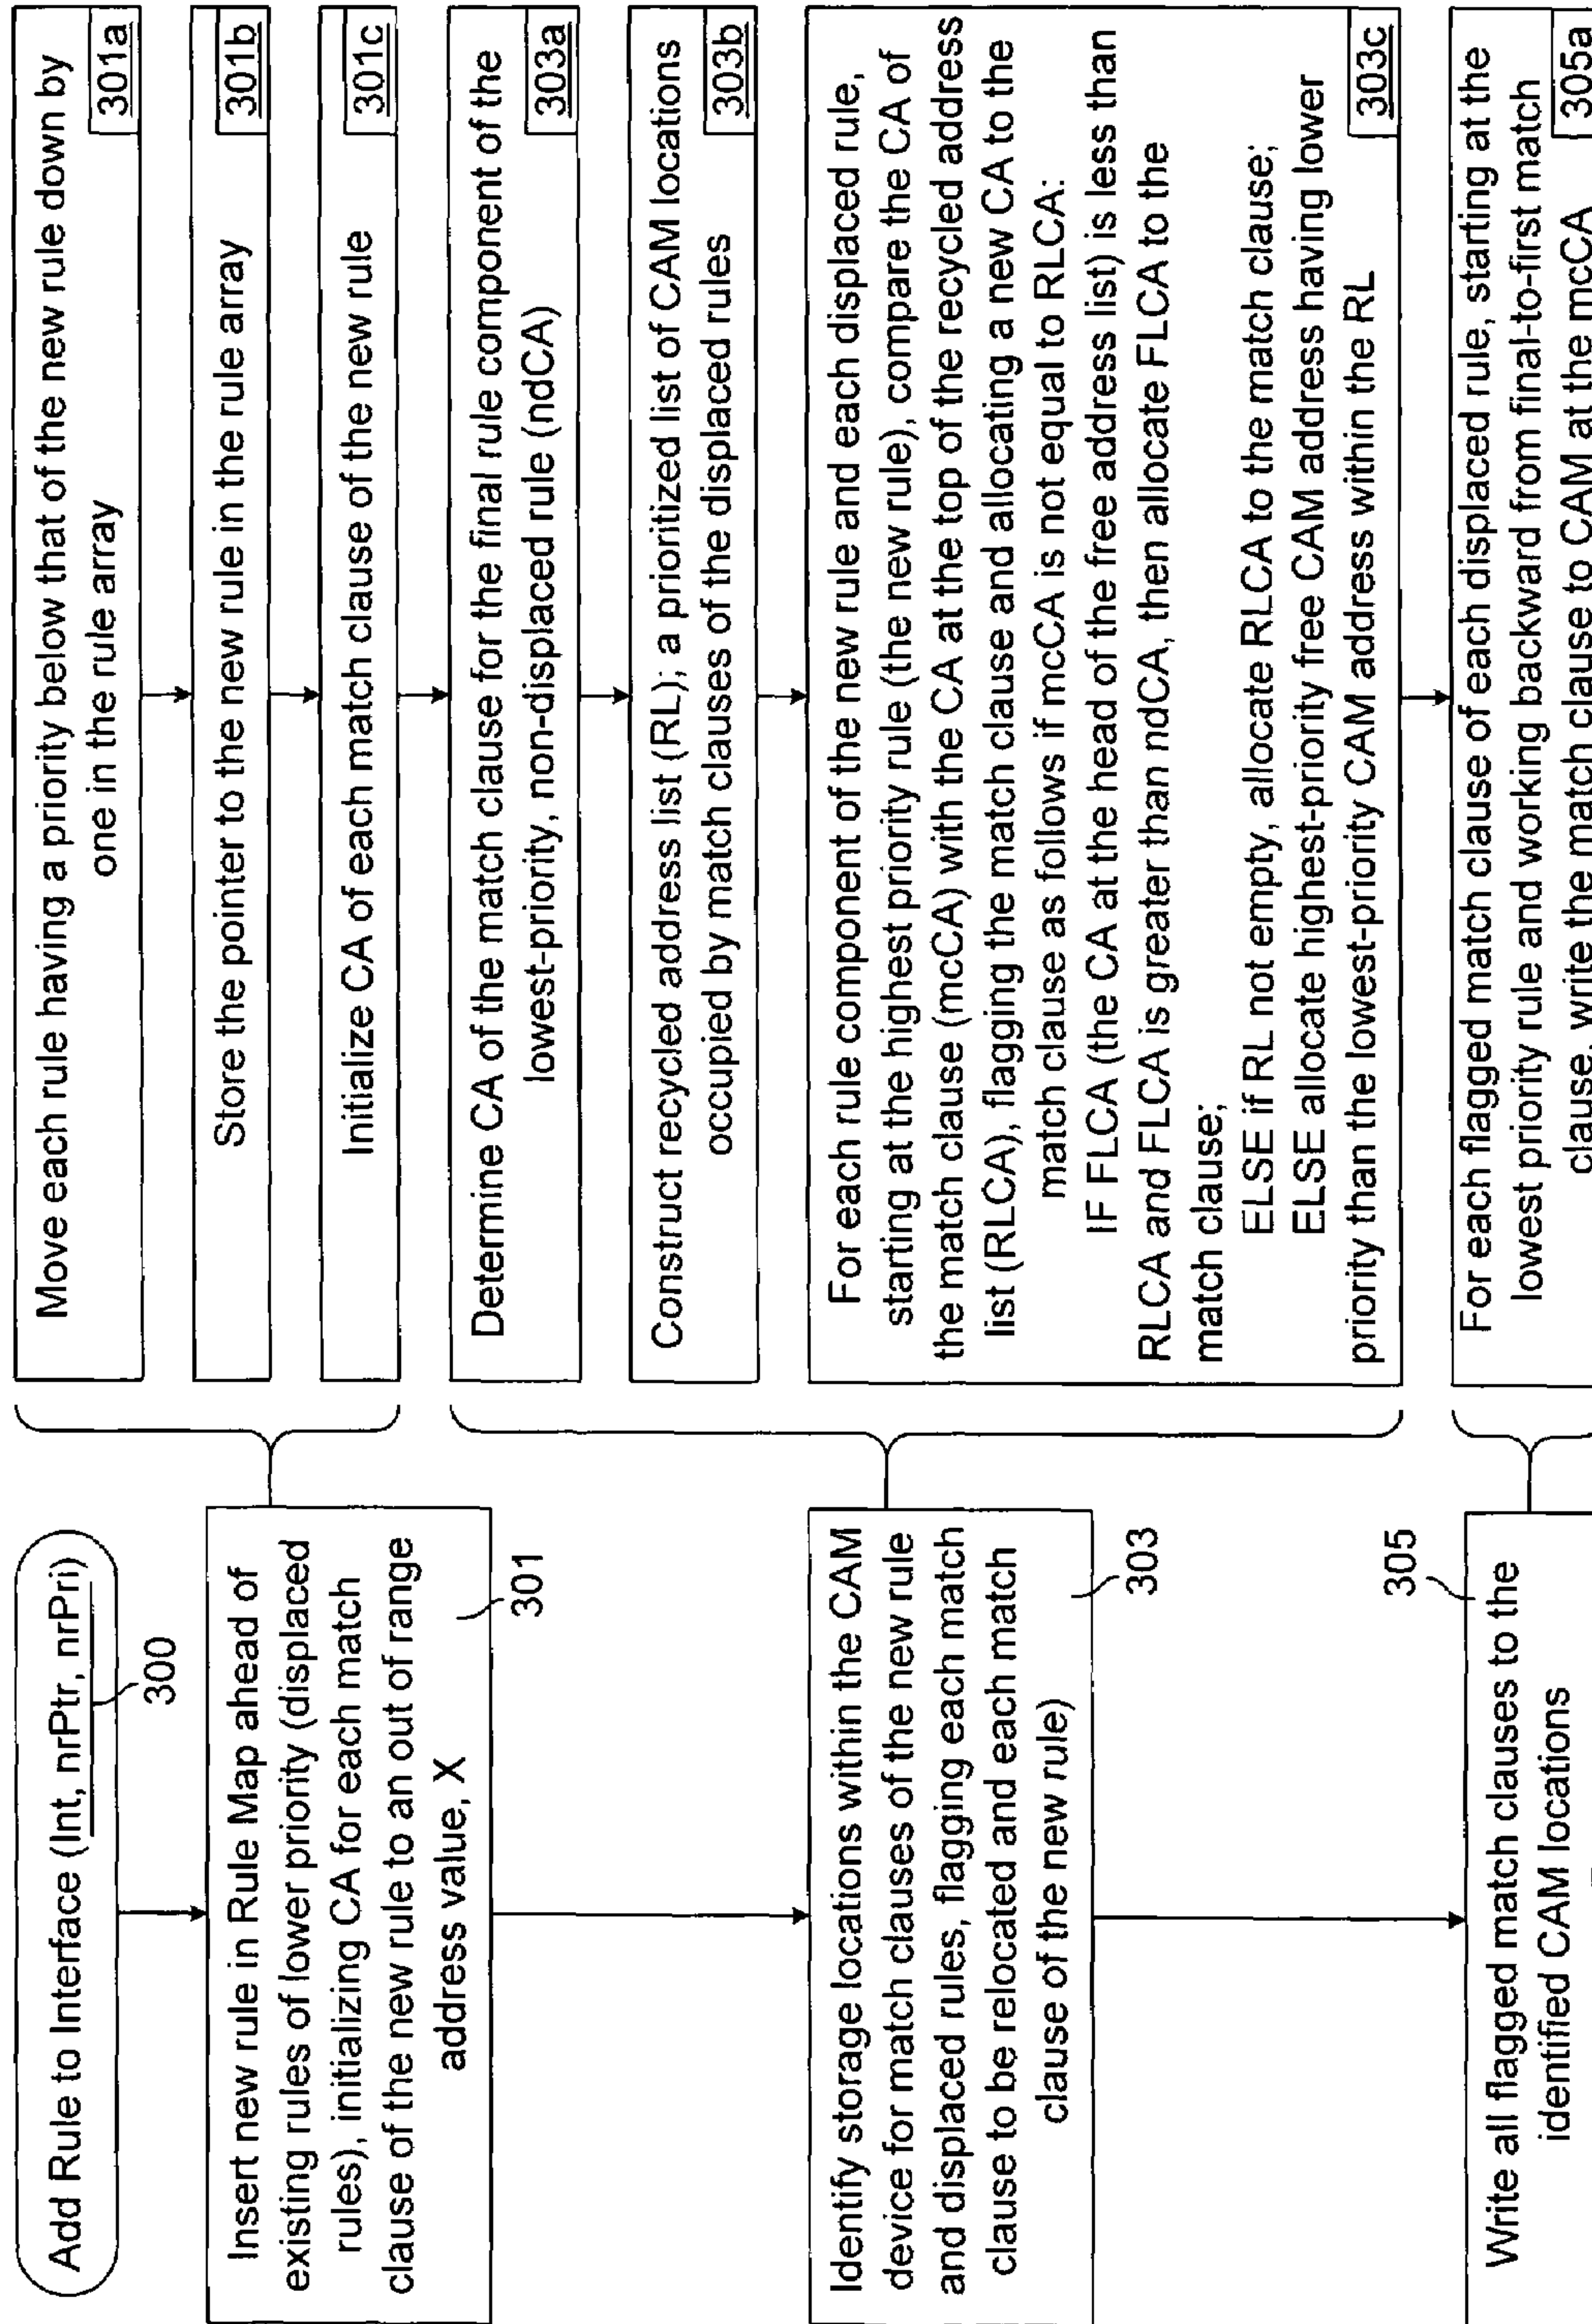 Add Rule to Interface (Int, nrPtr, nrPri)
300
Insert new rule in Rule Map ahead of
existing rules of lower priority (displaced
rules), initializing CA for each match
clause of the new rule to an out of range
address value, X
301
Identify storage locations within the CAM
device for match clauses of the new rule
and displaced rules, flagging each match
clause to be relocated and each match
clause of the new rule)
303
305
Write all flagged match clauses to the
identified CAM locations
Move each rule having a priority below that of the new rule down by
one in the rule array
301a
Store the pointer to the new rule in the rule array
301b
Initialize CA of each match clause of the new rule
301c
Determine CA of the match clause for the final rule component of the
lowest-priority, non-displaced rule (ndCA)
303a
Construct recycled address list (RL); a prioritized list of CAM locations
occupied by match clauses of the displaced rules
303b
For each rule component of the new rule and each displaced rule,
starting at the highest priority rule (the new rule), compare the CA of
the match clause (mcCA) with the CA at the top of the recycled address
list (RLCA), flagging the match clause and allocating a new CA to the
match clause as follows if mcCA is not equal to RLCA:
IF FLCA (the CA at the head of the free address list) is less than
RLCA and FLCA is greater than ndCA, then allocate FLCA to the
match clause;
ELSE if RL not empty, allocate RLCA to the match clause;
ELSE allocate highest-priority free CAM address having lower
priority than the lowest-priority CAM address within the RL
303c
For each flagged match clause of each displaced rule, starting at the
lowest priority rule and working backward from final-to-first match
clause, write the match clause to CAM at the mcCA
305a